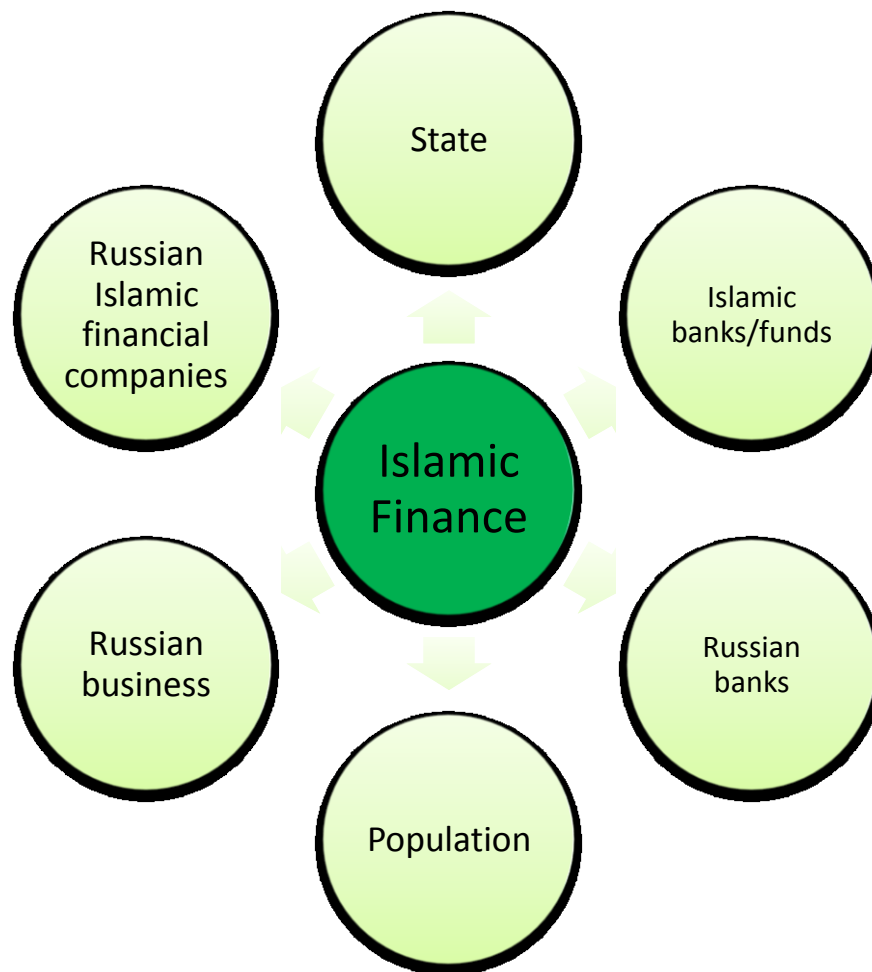 State
Russian
Islamic
financial
companies
Islamic
banks/funds
Islamic
Finance
Russian
business
Russian
banks
Population